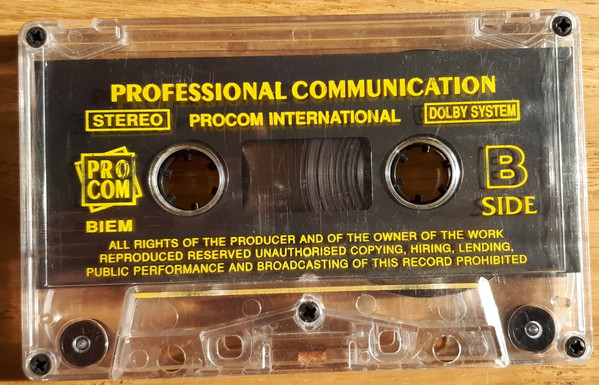 PROFESSIONAL COMMUNICATION
STEREO PROCOM INTERNATIONAL DOLBY SYSTEM
PRO
COM
B
SIDE
BIEM
ALL RIGHTS OF THE PRODUCER AND OF THE OWNER OF THE WORK
REPRODUCED RESERVED UNAUTHORISED COPYING, HIRING, LENDING,
PUBLIC PERFORMANCE AND BROADCASTING OF THIS RECORD PROHIBITED